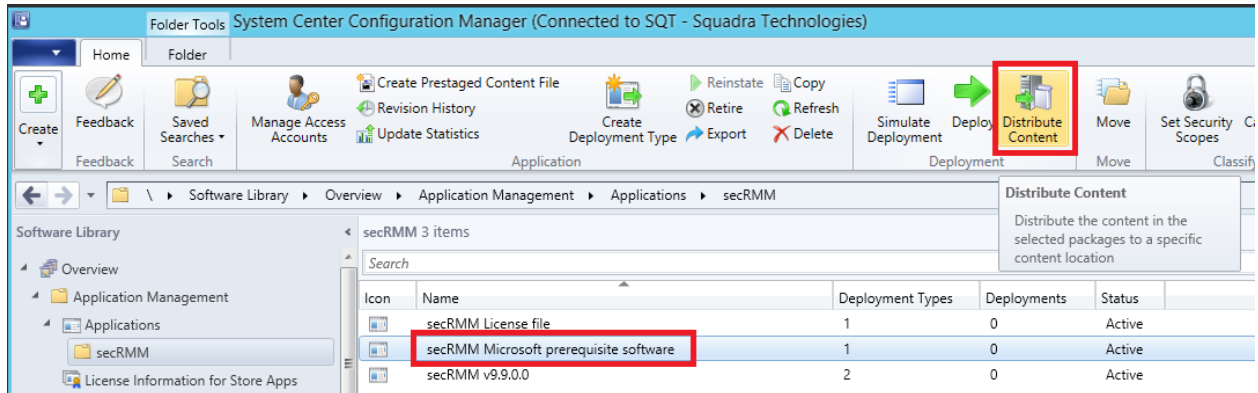 Folder Tools System Center Configuration Manager (Connected to SQT - Squadra Technologies)
Home Folder
Create
Feedback
Feedback
Saved Searches
Search
Manage Access Accounts
Create Prestaged Content File
Revision History
Update Statistics
Create Deployment Type
Reinstate
Retire
Export
Copy
Refresh
Delete
Application
Simulate Deployment
Deploy
Distribute Content
Deployment
Move
Move
Set Security Scopes
Classify
\ Software Library Overview Application Management Applications secRMM
Distribute Content
Distribute the content in the
selected packages to a specific
content location
Software Library
Overview
Application Management
Applications
secRMM
License Information for Store Apps
secRMM 3 items
Search
Icon Name Deployment Types Deployments Status
secRMM License file 1 0 Active
secRMM Microsoft prerequisite software 1 0 Active
secRMM v9.9.0.0 2 0 Active